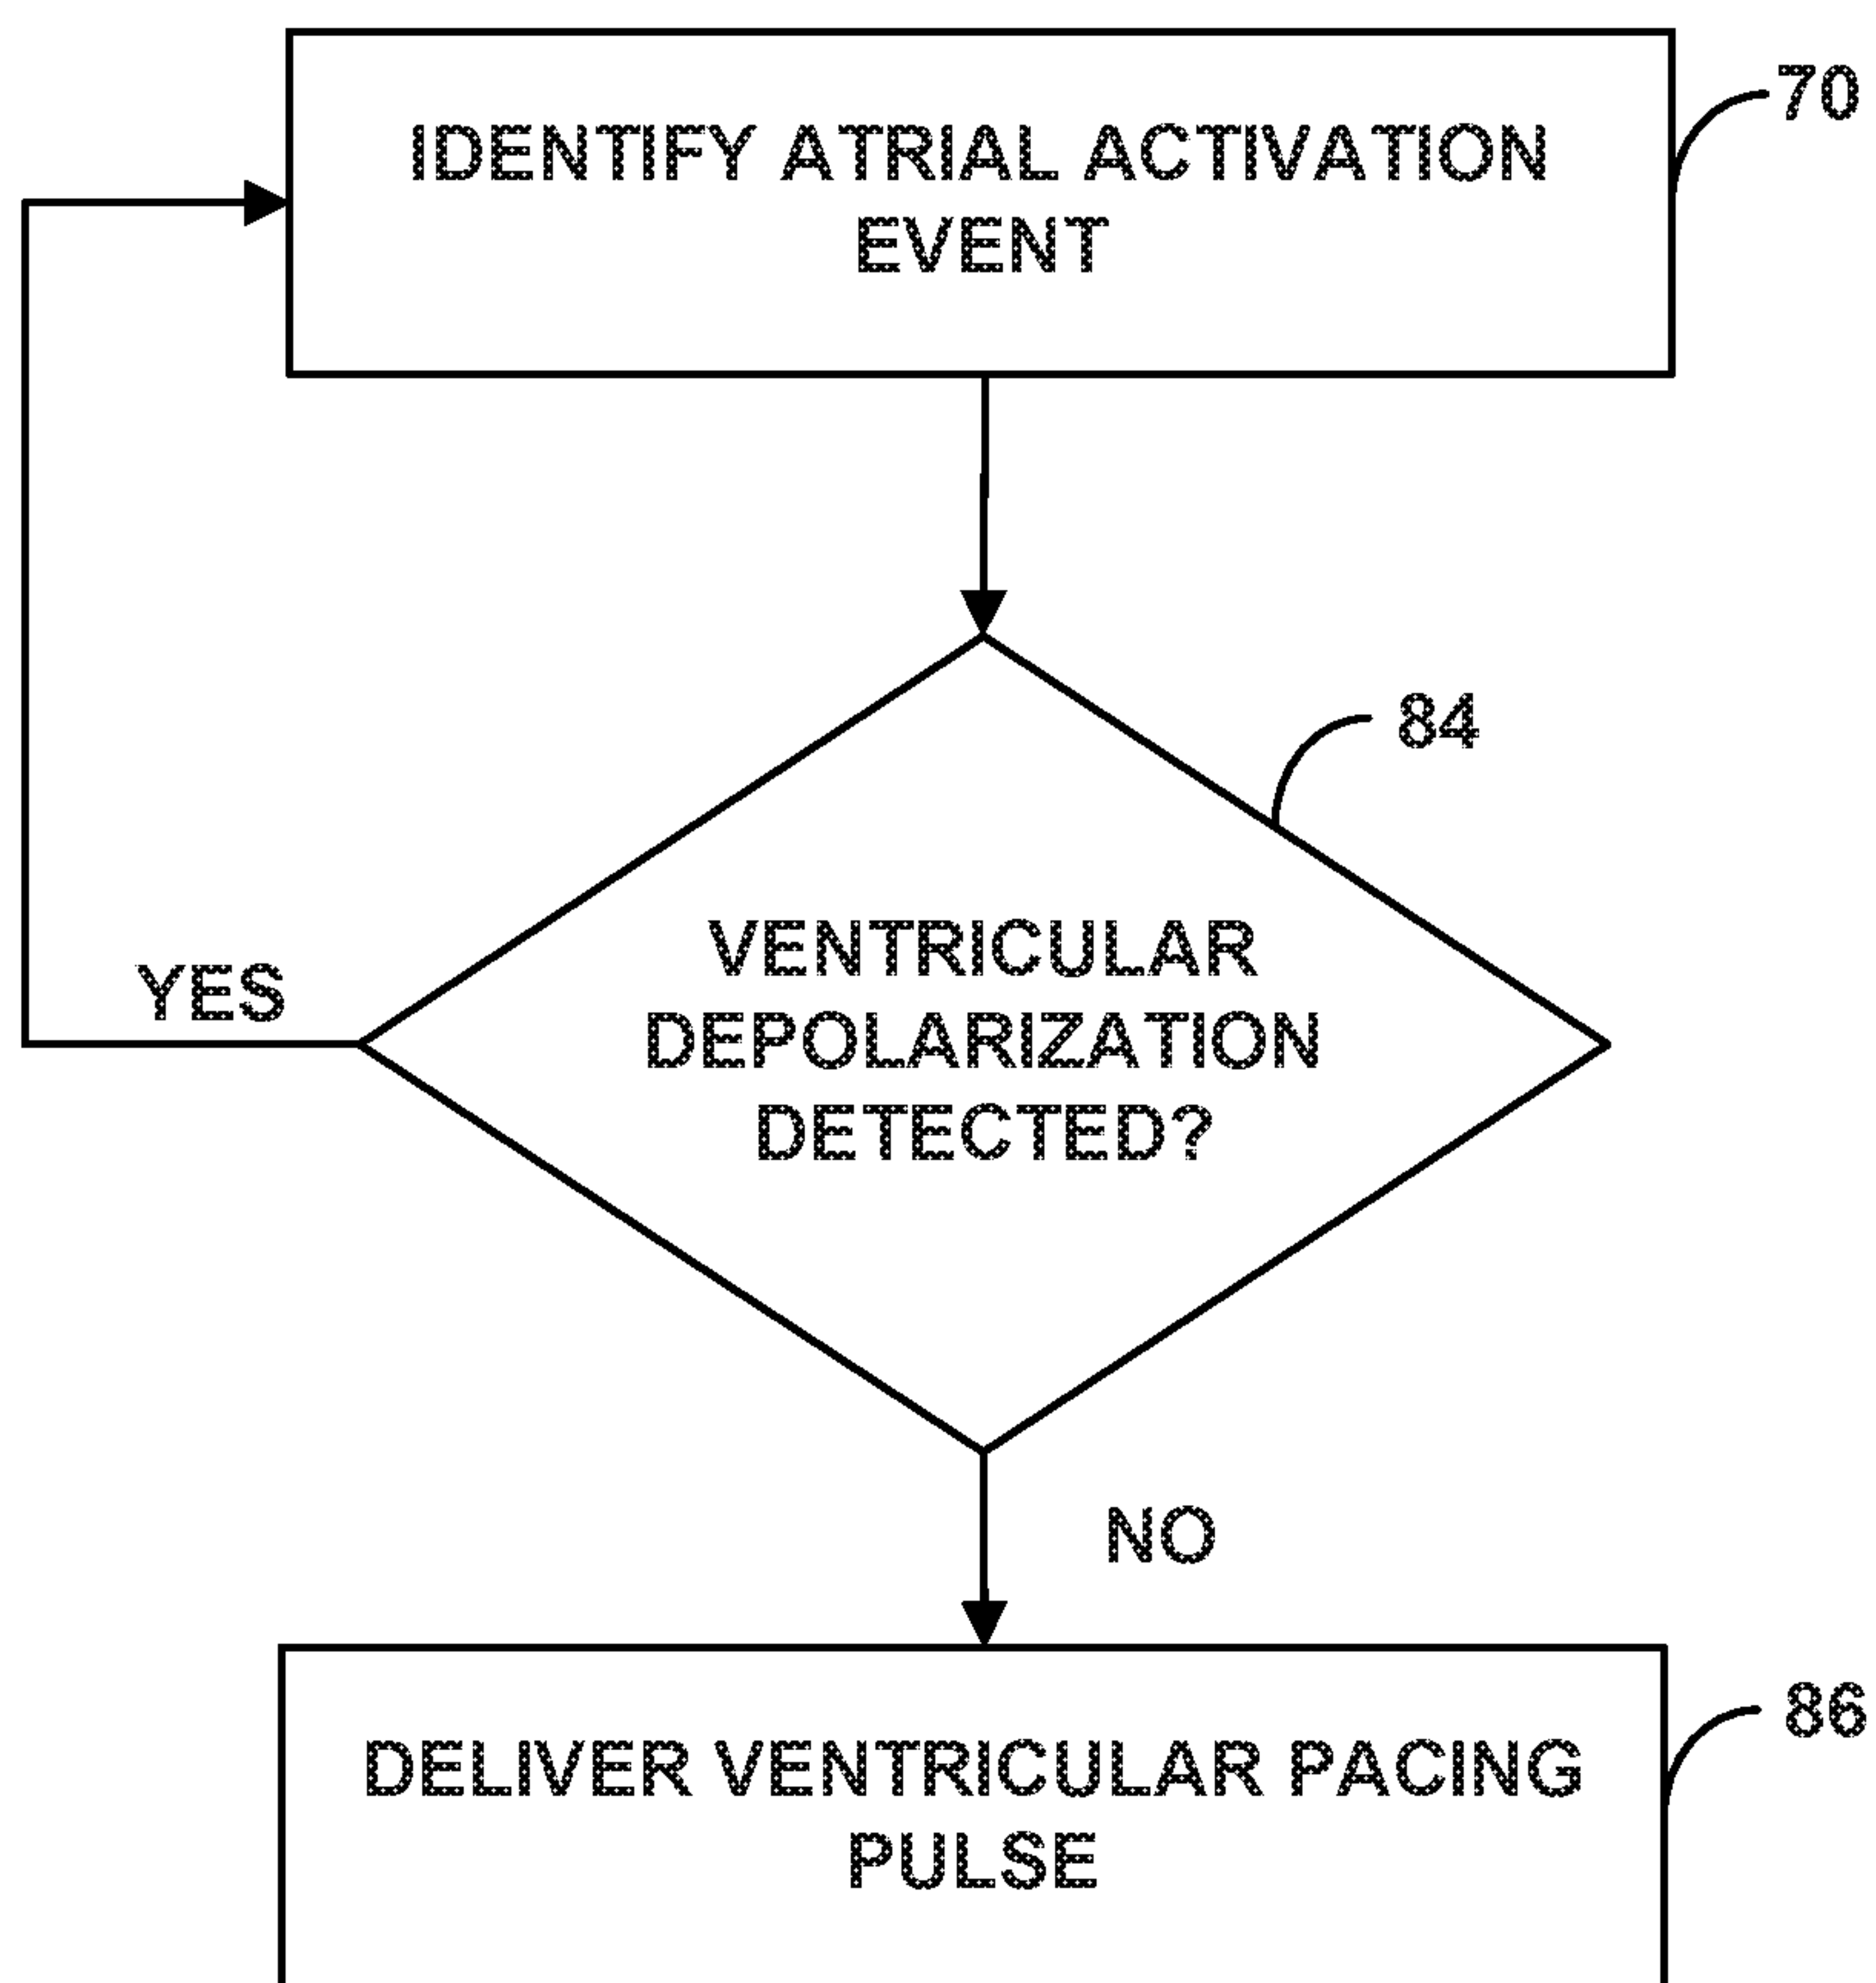 IDENTIFY ATRIAL ACTIVATION
EVENT
70
84
VENTRICULAR
DEPOLARIZATION
DETECTED?
YES
NO
86
DELIVER VENTRICULAR PACING
PULSE